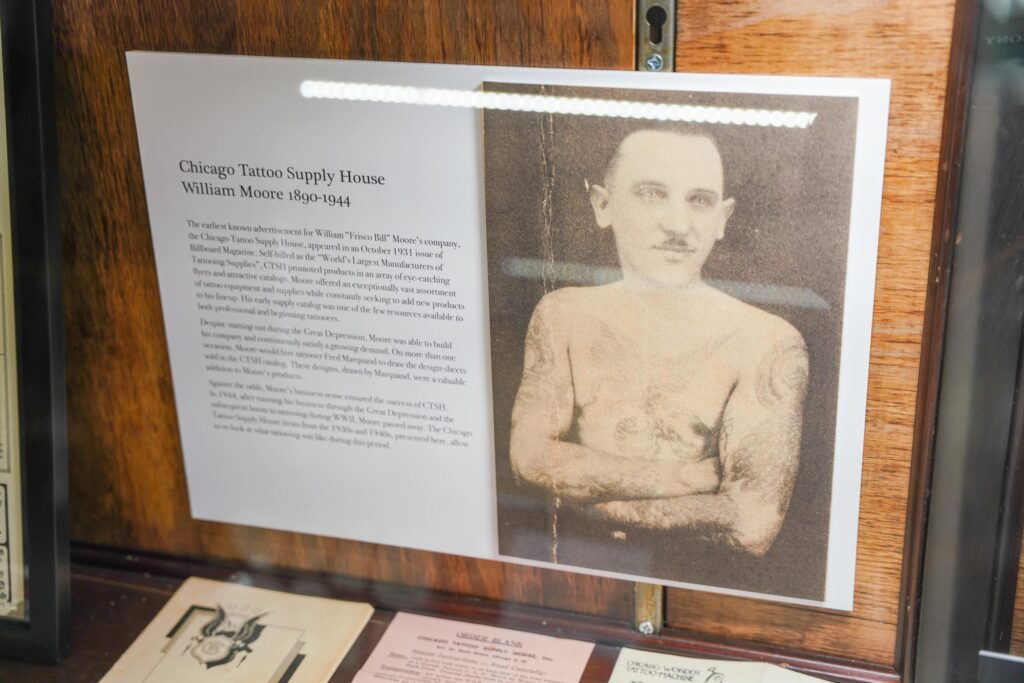 Chicago Tattoo Supply House
William Moore 1890-1944
The earliest known advertisement for William "Frisco Bill" Moore's company,
the Chicago Tattoo Supply House, appeared in an October 1931 issue of
Billboard Magazine. Self-billed as the "World's Largest Manufacturers of
Tattooing Supplies", CTSH promoted products in an array of eye-catching
flyers and attractive catalogs. Moore offered an exceptionally vast assortment
of tattoo equipment and supplies while constantly seeking to add new products
to his lineup. His early supply catalog was one of the few resources available to
both professional and beginning tattooers.
Despite starting out during the Great Depression, Moore was able to build
his company and continuously satisfy a growing demand. On more than one
occasion, Moore would hire tattooer Fred Marquand to draw the design sheets
sold in the CTSH catalog. These designs, drawn by Marquand, were a valuable
addition to Moore's products.
Against the odds, Moore's business sense ensured the success of CTSH.
In 1944, after running his business through the Great Depression and the
subsequent boom in tattooing during WWII, Moore passed away. The Chicago
Tattoo Supply House items from the 1930s and 1940s, presented here, allow
us to look at what tattooing was like during this period.
ORDER BLANK
CHICAGO TATTOO SUPPLY HOUSE, Inc.
Special Instructions — Read Carefully!
CHICAGO WONDER
TATTOO-MACHINE